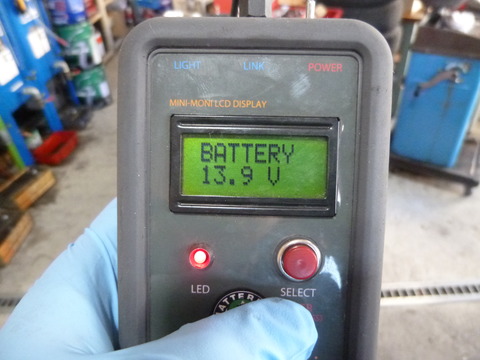 LIGHT LINK POWER
MINI-MONI LCD DISPLAY
BATTERY
13.9 V
LED SELECT